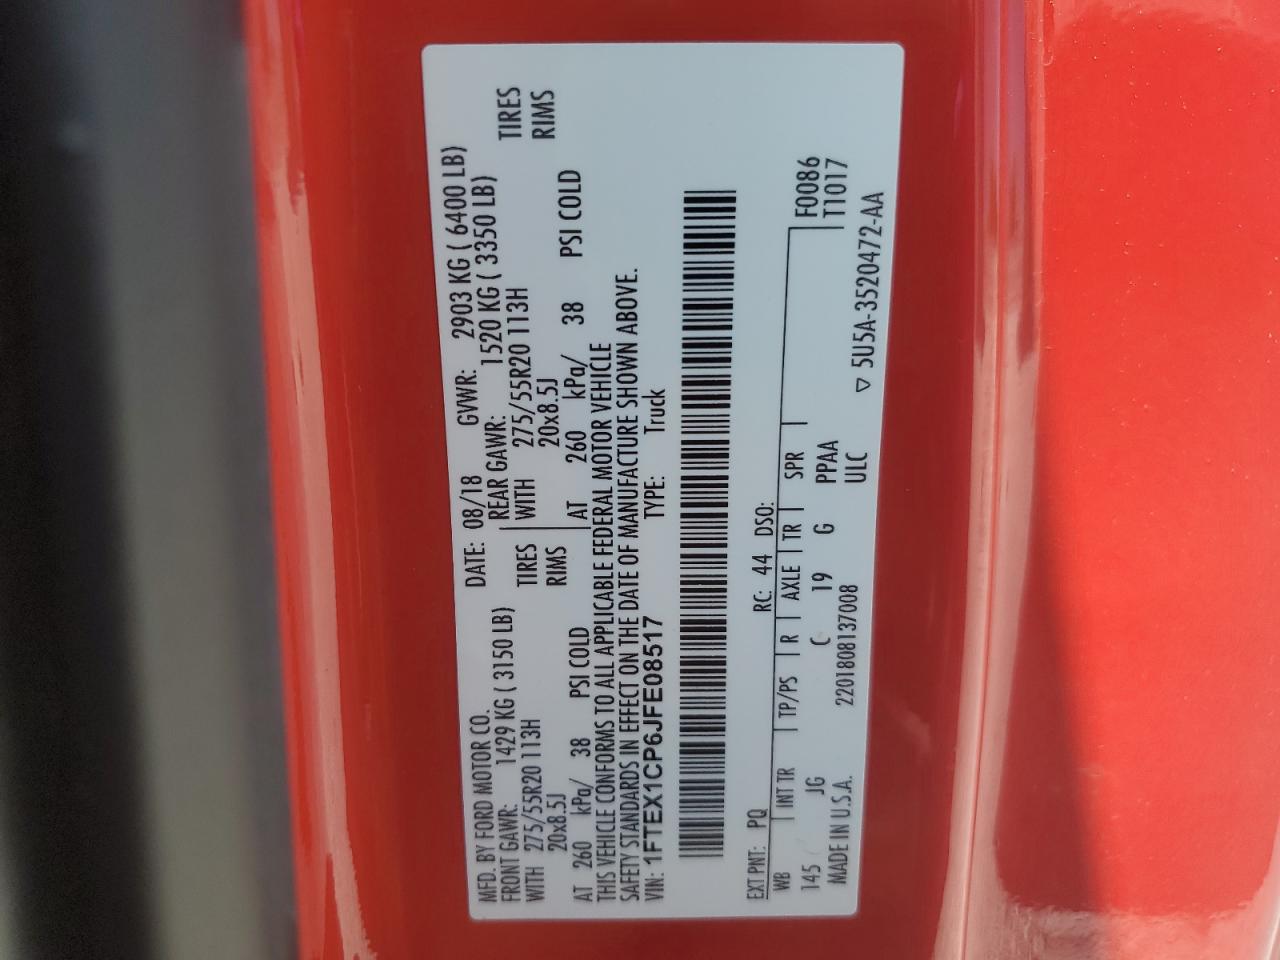 MFD. BY FORD MOTOR CO.
DATE: 08/18 GVWR: 2903 KG ( 6400 LB)
FRONT GAWR: 1429 KG ( 3150 LB)
REAR GAWR: 1520 KG ( 3350 LB)
WITH 275/55R20 113H TIRES
WITH 275/55R20 113H TIRES
20x8.5J RIMS
20x8.5J RIMS
AT 260 kPa/ 38 PSI COLD
AT 260 kPa/ 38 PSI COLD
THIS VEHICLE CONFORMS TO ALL APPLICABLE FEDERAL MOTOR VEHICLE
SAFETY STANDARDS IN EFFECT ON THE DATE OF MANUFACTURE SHOWN ABOVE.
VIN: 1FTEX1CP6JFE08517 TYPE: Truck
EXT PNT: PQ RC: 44 DSO:
WB INT TR TP/PS R AXLE TR SPR F0086
145 JG C 19 G PPAA T1017
MADE IN U.S.A. 2201808137008 ULC
▽ 5U5A-3520472-AA